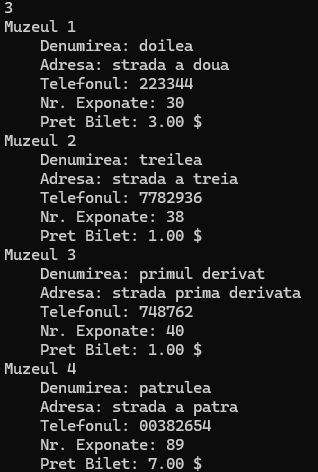 3
Muzeul 1
Denumirea: doilea
Adresa: strada a doua
Telefonul: 223344
Nr. Exponate: 30
Pret Bilet: 3.00 $
Muzeul 2
Denumirea: treilea
Adresa: strada a treia
Telefonul: 7782936
Nr. Exponate: 38
Pret Bilet: 1.00 $
Muzeul 3
Denumirea: primul derivat
Adresa: strada prima derivata
Telefonul: 748762
Nr. Exponate: 40
Pret Bilet: 1.00 $
Muzeul 4
Denumirea: patrulea
Adresa: strada a patra
Telefonul: 00382654
Nr. Exponate: 89
Pret Bilet: 7.00 $